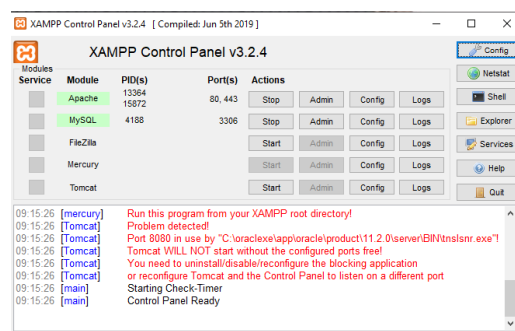 XAMPP Control Panel v3.2.4 [ Compiled: Jun 5th 2019 ]
XAMPP Control Panel v3.2.4
Config
Modules
Service Module PID(s) Port(s) Actions
Netstat
Apache 13364 15872 80, 443 Stop Admin Config Logs
Shell
MySQL 4188 3306 Stop Admin Config Logs
Explorer
FileZilla Start Admin Config Logs
Services
Mercury Start Admin Config Logs
Help
Tomcat Start Admin Config Logs
Quit
09:15:26 [mercury] Run this program from your XAMPP root directory!
09:15:26 [Tomcat] Problem detected!
09:15:26 [Tomcat] Port 8080 in use by "C:\oraclexe\app\oracle\product\11.2.0\server\BIN\tnslsnr.exe"!
09:15:26 [Tomcat] Tomcat WILL NOT start without the configured ports free!
09:15:26 [Tomcat] You need to uninstall/disable/reconfigure the blocking application
09:15:26 [Tomcat] or reconfigure Tomcat and the Control Panel to listen on a different port
09:15:26 [main] Starting Check-Timer
09:15:26 [main] Control Panel Ready